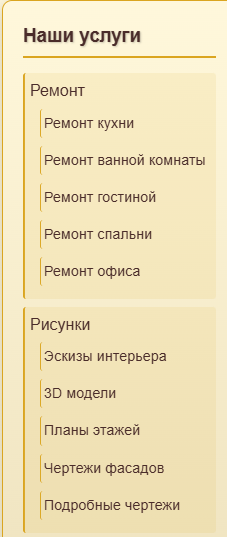 Наши услуги
Ремонт
Ремонт кухни
Ремонт ванной комнаты
Ремонт гостиной
Ремонт спальни
Ремонт офиса
Рисунки
Эскизы интерьера
3D модели
Планы этажей
Чертежи фасадов
Подробные чертежи